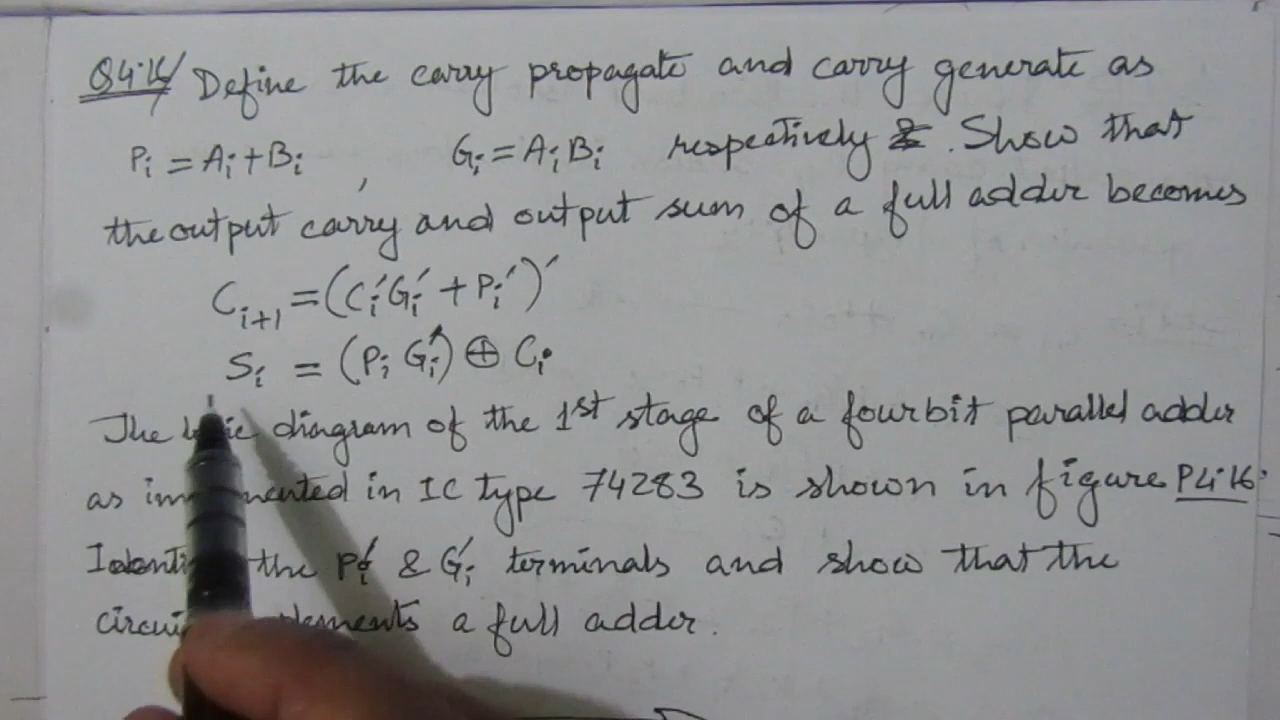 Q4.16/ Define the carry propagate and carry generate as
Pi = Ai + Bi , Gi = AiBi respectively & . Show that
the output carry and output sum of a full adder becomes
Ci+1 = (Ci'Gi' + Pi')'
Si = (Pi Gi') ⊕ Ci
The diagram of the 1st stage of a fourbit parallel adder
as in IC type 74283 is shown in figure P4.16.
the Pi' & Gi' terminals and show that the
a full adder.